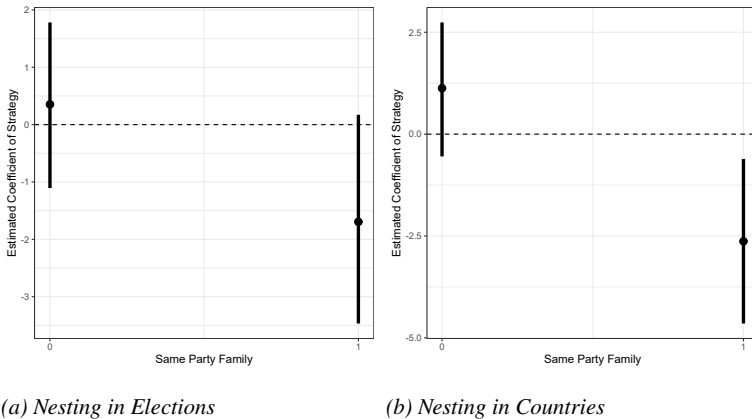 2
1
0
-1
-2
-3
Estimated Coefficient of Strategy
0
1
Same Party Family
2.5
0.0
-2.5
-5.0
Estimated Coefficient of Strategy
0
1
Same Party Family
(a) Nesting in Elections
(b) Nesting in Countries